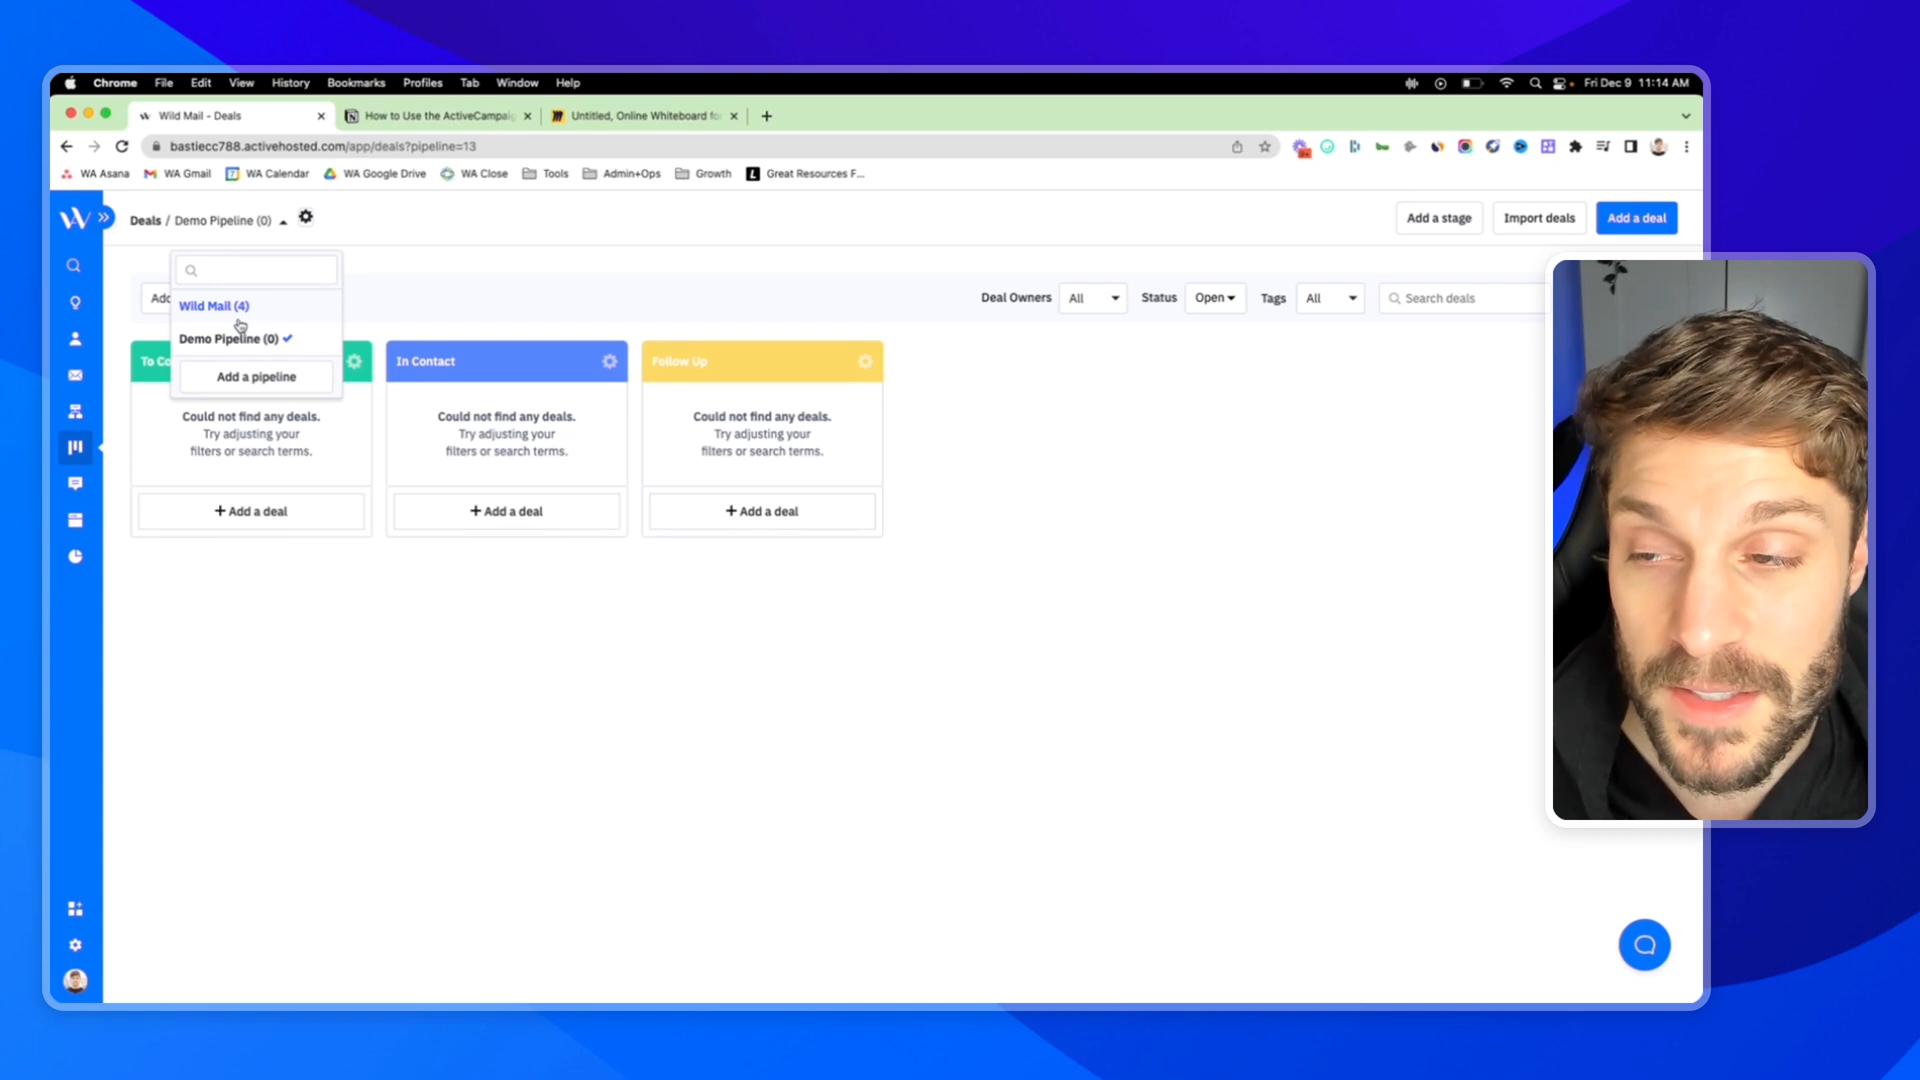 Chrome File Edit View History Bookmarks Profiles Tab Window Help Fri Dec 9 11:14 AM
Wild Mail - Deals How to Use the ActiveCampaig Untitled, Online Whiteboard for
bastiecc788.activehosted.com/app/deals?pipeline=13
WA Asana WA Gmail 7 WA Calendar WA Google Drive WA Close Tools Admin+Ops Growth L Great Resources F...
Deals / Demo Pipeline (0) Add a stage Import deals Add a deal
Add Deal Owners All Status Open Tags All Search deals
Wild Mail (4)
Demo Pipeline (0)
Add a pipeline
To Co In Contact Follow Up
Could not find any deals. Could not find any deals. Could not find any deals.
Try adjusting your Try adjusting your Try adjusting your
filters or search terms. filters or search terms. filters or search terms.
+ Add a deal + Add a deal + Add a deal